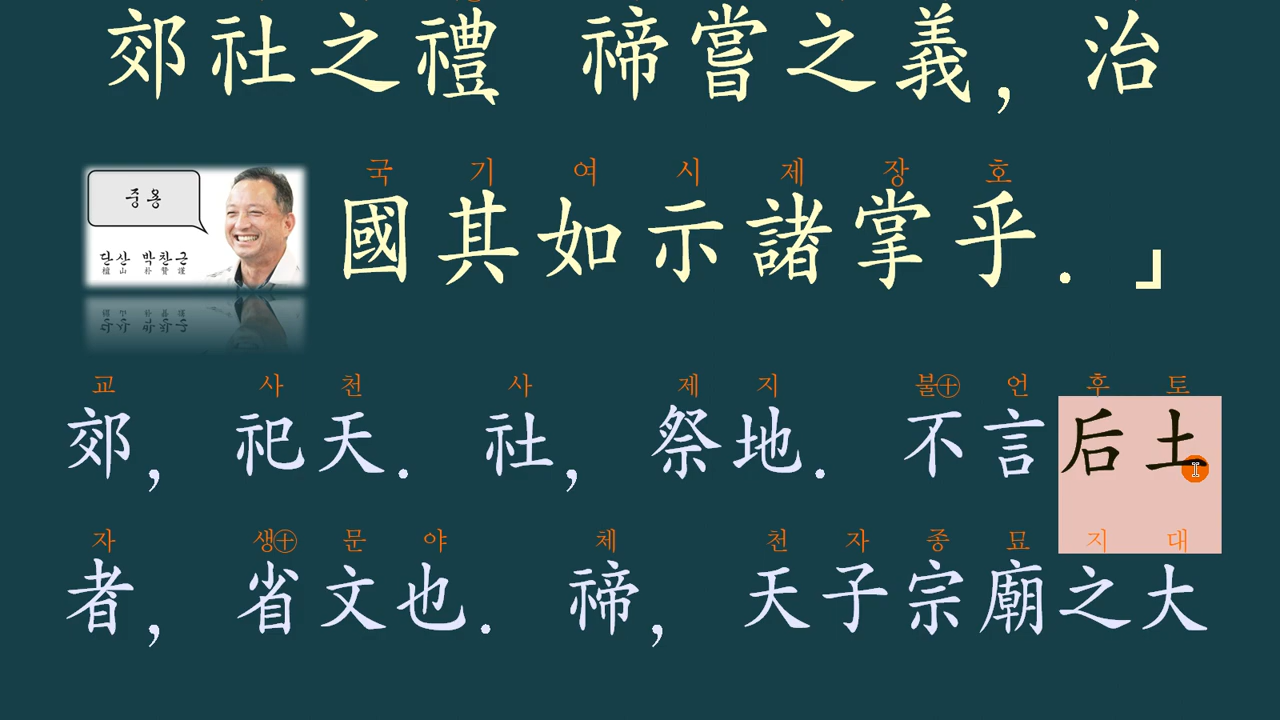 郊社之禮 禘嘗之義, 治
중용
단산 박찬근
檀山 朴贊謹
국 기 여 시 제 장 호
國其如示諸掌乎.」
교 사 천 사 제 지 불㊉ 언 후 토
郊, 祀天. 社, 祭地. 不言后土
자 생㊉ 문 야 체 천 자 종 묘 지 대
者, 省文也. 禘, 天子宗廟之大